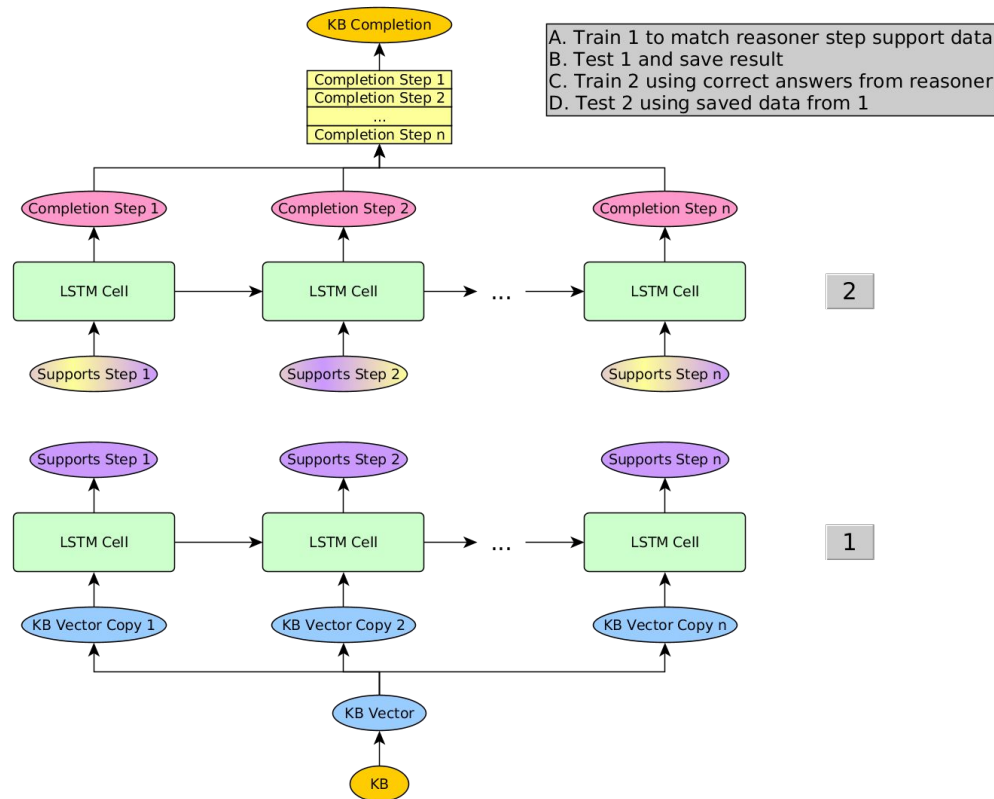 KB Completion
A. Train 1 to match reasoner step support data
B. Test 1 and save result
C. Train 2 using correct answers from reasoner
D. Test 2 using saved data from 1
Completion Step 1
Completion Step 2
...
Completion Step n
Completion Step 1
Completion Step 2
Completion Step n
LSTM Cell
LSTM Cell
...
LSTM Cell
2
Supports Step 1
Supports Step 2
Supports Step n
Supports Step 1
Supports Step 2
Supports Step n
LSTM Cell
LSTM Cell
...
LSTM Cell
1
KB Vector Copy 1
KB Vector Copy 2
KB Vector Copy n
KB Vector
KB